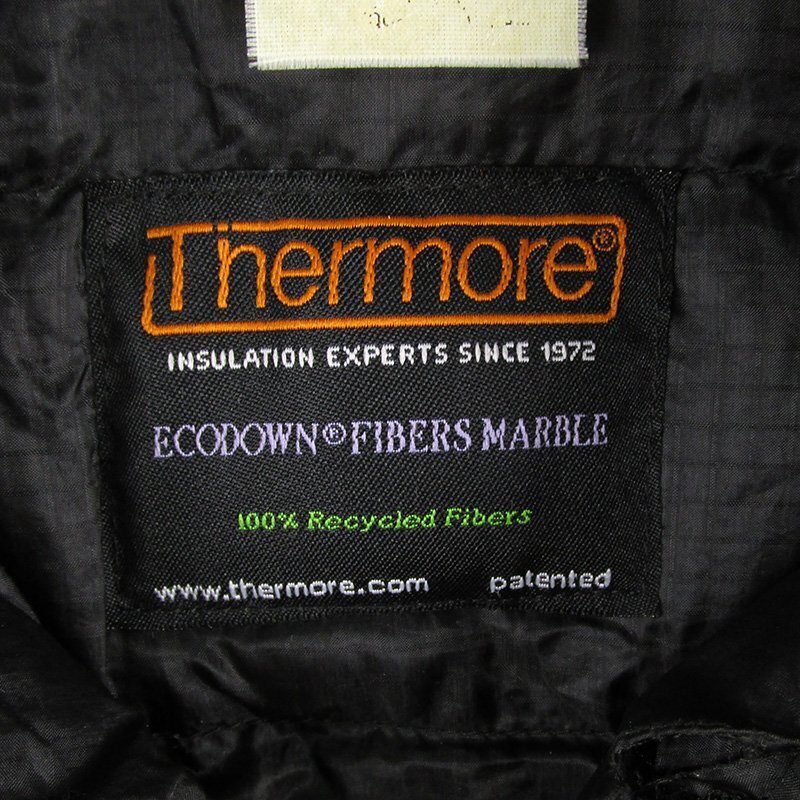 Thermore®
INSULATION EXPERTS SINCE 1972
ECODOWN® FIBERS MARBLE
100% Recycled Fibers
www.thermore.com patented